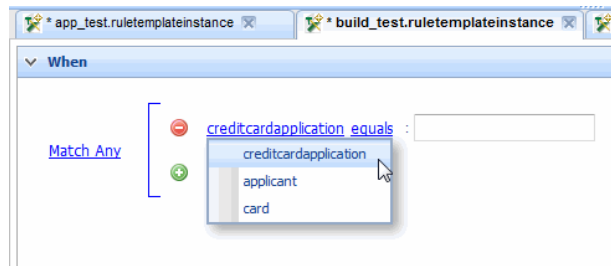 * app_test.ruletemplateinstance * build_test.ruletemplateinstance
When
creditcardapplication equals :
Match Any
creditcardapplication
applicant
card